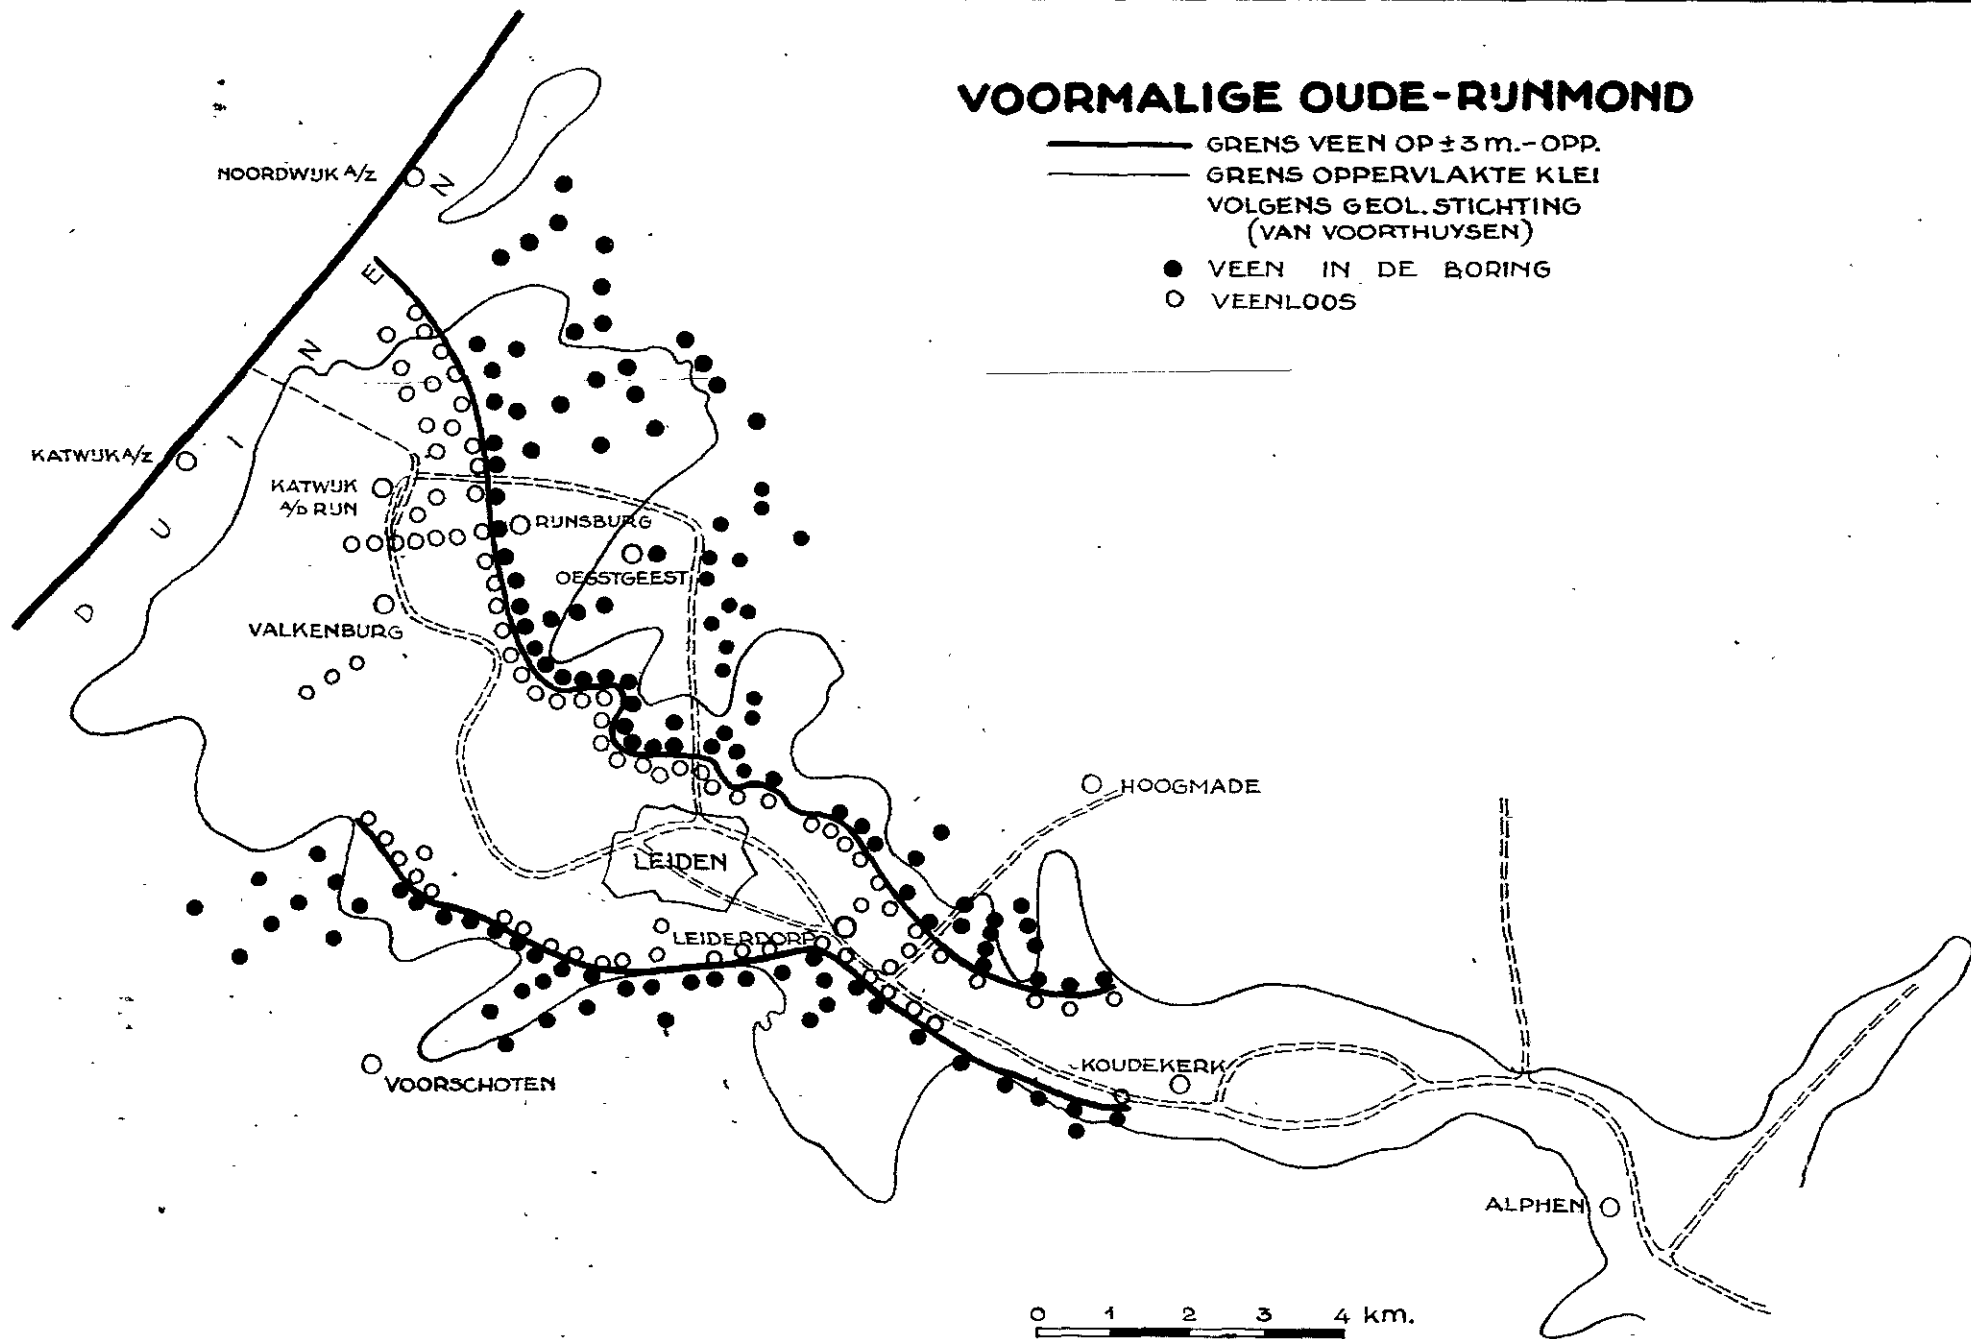 VOORMALIGE OUDE-RIJNMOND
GRENS VEEN OP ± 3 m. - OPP.
GRENS OPPERVLAKTE KLEI
VOLGENS GEOL. STICHTING
(VAN VOORTHUYSEN)
VEEN IN DE BORING
VEENLOOS
NOORDWIJK A/Z
DUINEN
KATWIJK A/Z
KATWIJK
A/D RIJN
RIJNSBURG
OEGSTGEEST
VALKENBURG
HOOGMADE
LEIDEN
LEIDERDORP
VOORSCHOTEN
KOUDEKERK
ALPHEN
0 1 2 3 4 km.